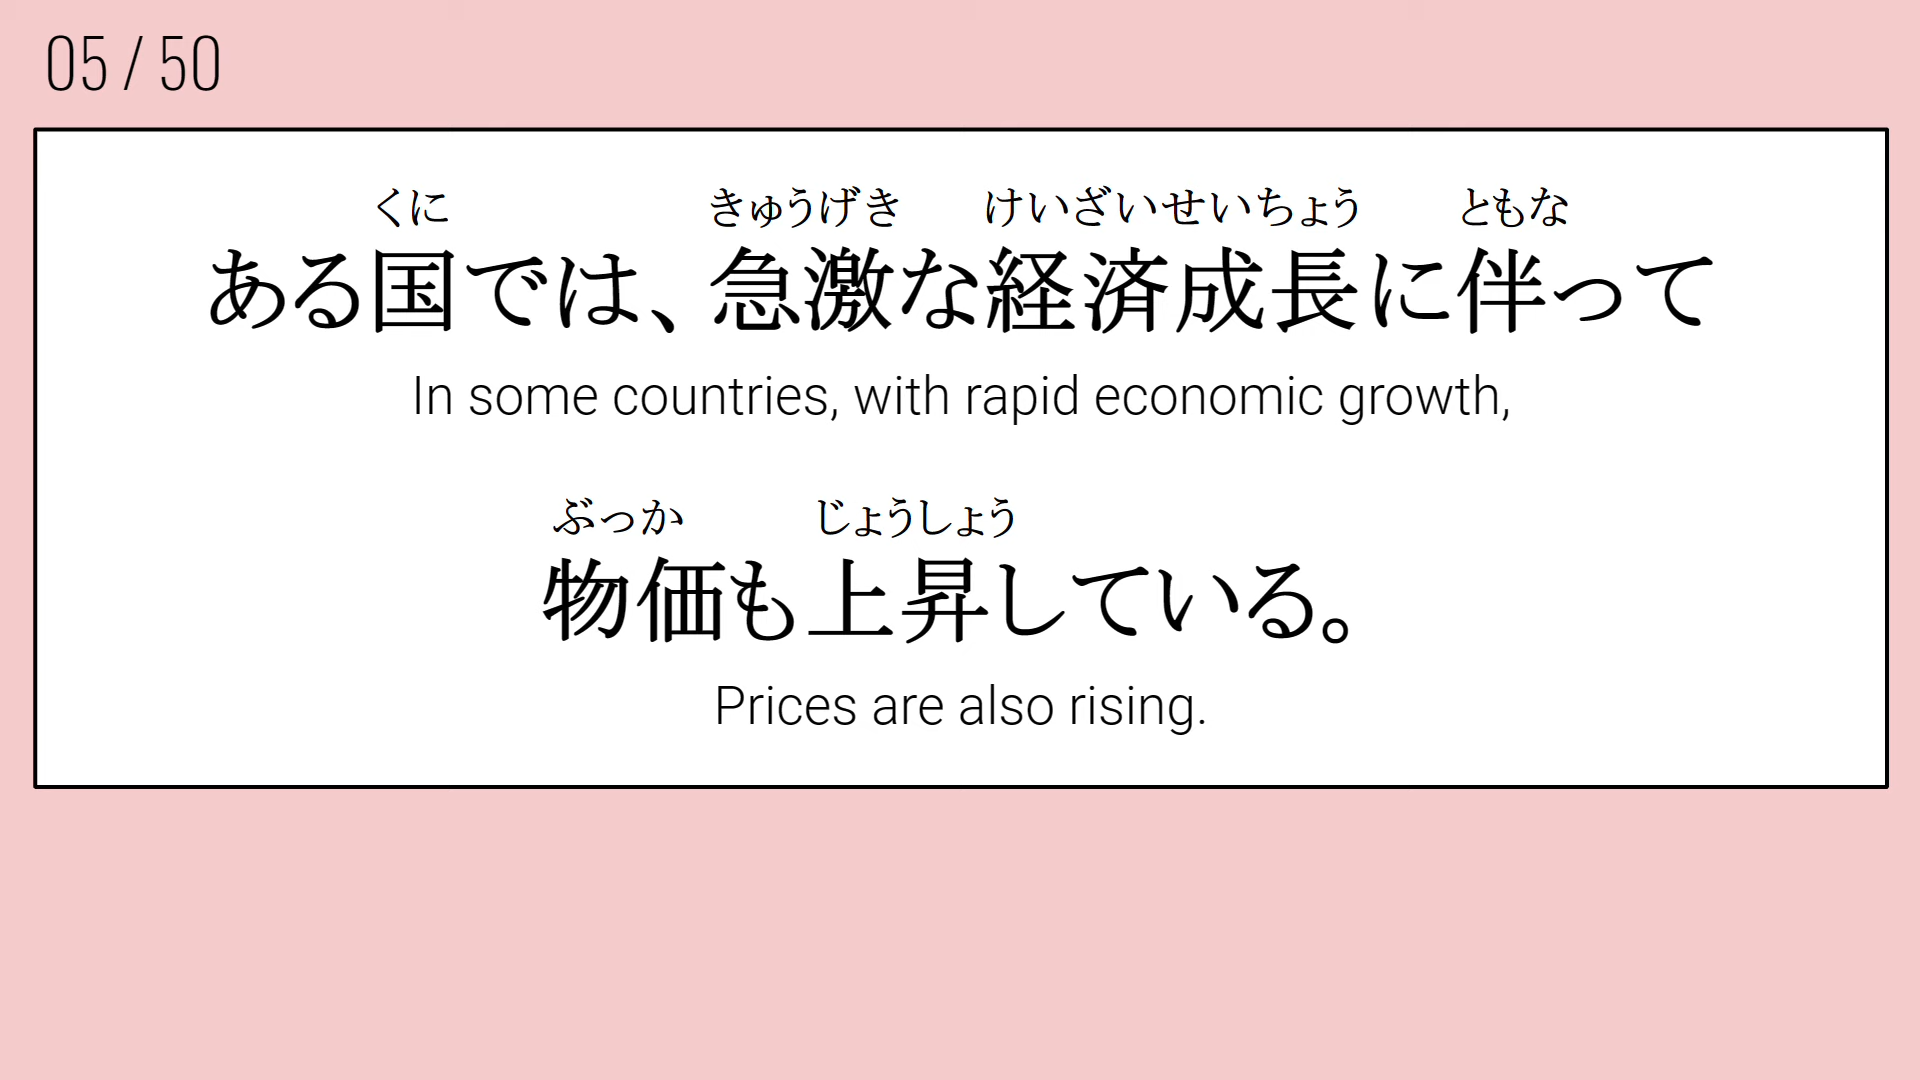 05 / 50
くに きゅうげき けいざいせいちょう ともな
ある国では、急激な経済成長に伴って
In some countries, with rapid economic growth,
ぶっか じょうしょう
物価も上昇している。
Prices are also rising.